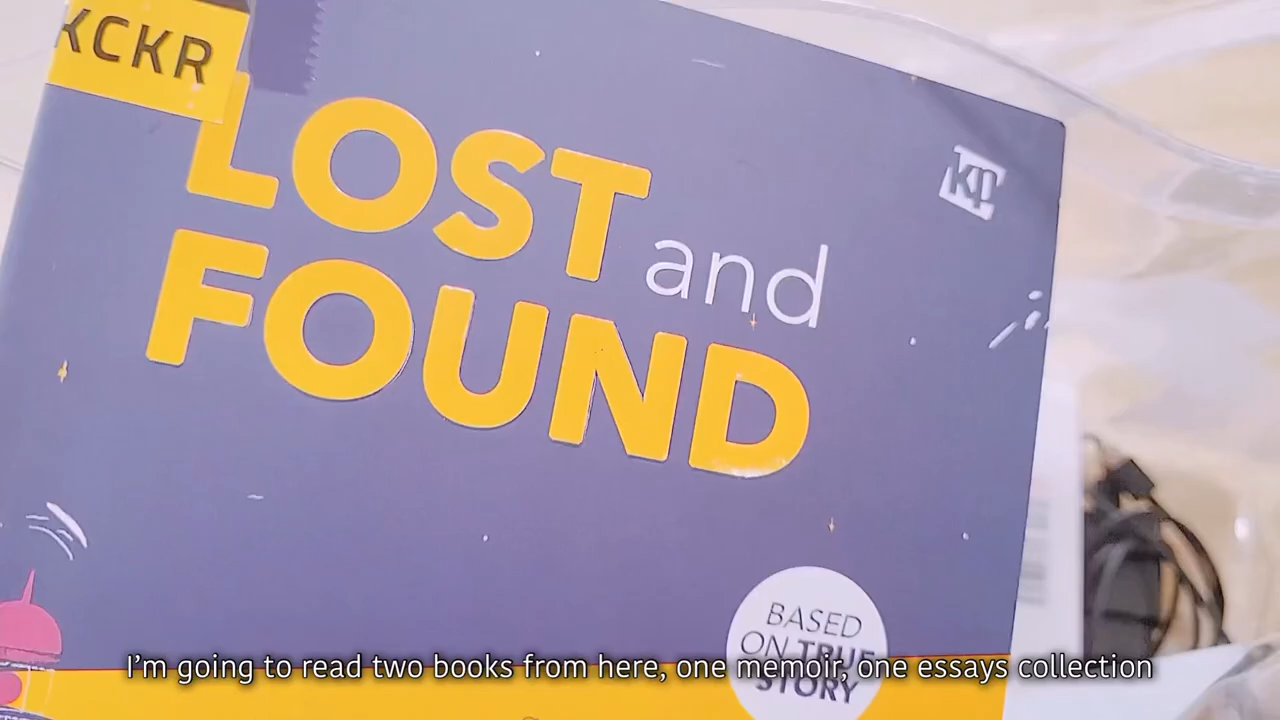 KCKR
LOST and
FOUND
KP
BASED
ON TRUE
STORY
I'm going to read two books from here, one memoir, one essays collection